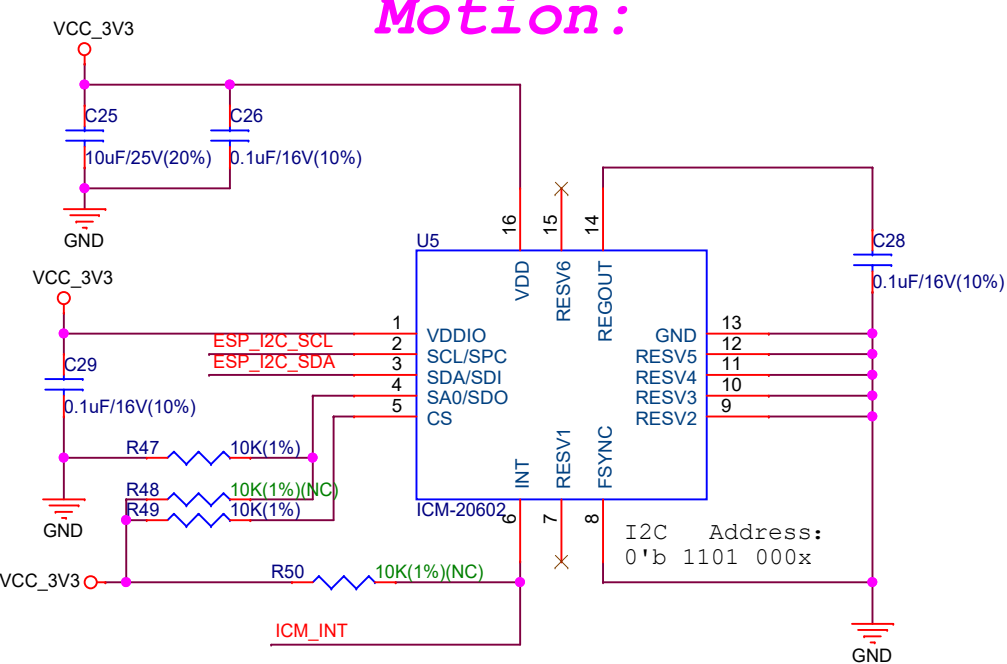 Motion:
VCC_3V3
C25
10uF/25V(20%)
C26
0.1uF/16V(10%)
GND
16
15
14
U5
VDD
RESV6
REGOUT
C28
0.1uF/16V(10%)
VCC_3V3
C29
0.1uF/16V(10%)
GND
ESP_I2C_SCL
ESP_I2C_SDA
1
2
3
4
5
VDDIO
SCL/SPC
SDA/SDI
SA0/SDO
CS
GND
RESV5
RESV4
RESV3
RESV2
13
12
11
10
9
INT
RESV1
FSYNC
ICM-20602
6
7
8
R47 10K(1%)
R48 10K(1%)(NC)
R49 10K(1%)
VCC_3V3
R50 10K(1%)(NC)
ICM_INT
I2C Address:
0'b 1101 000x
GND